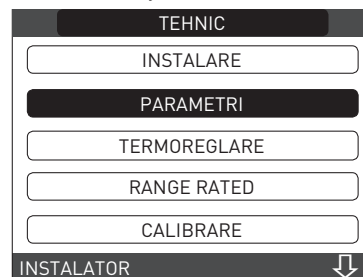 TEHNIC
INSTALARE
PARAMETRI
TERMOREGLARE
RANGE RATED
CALIBRARE
INSTALATOR